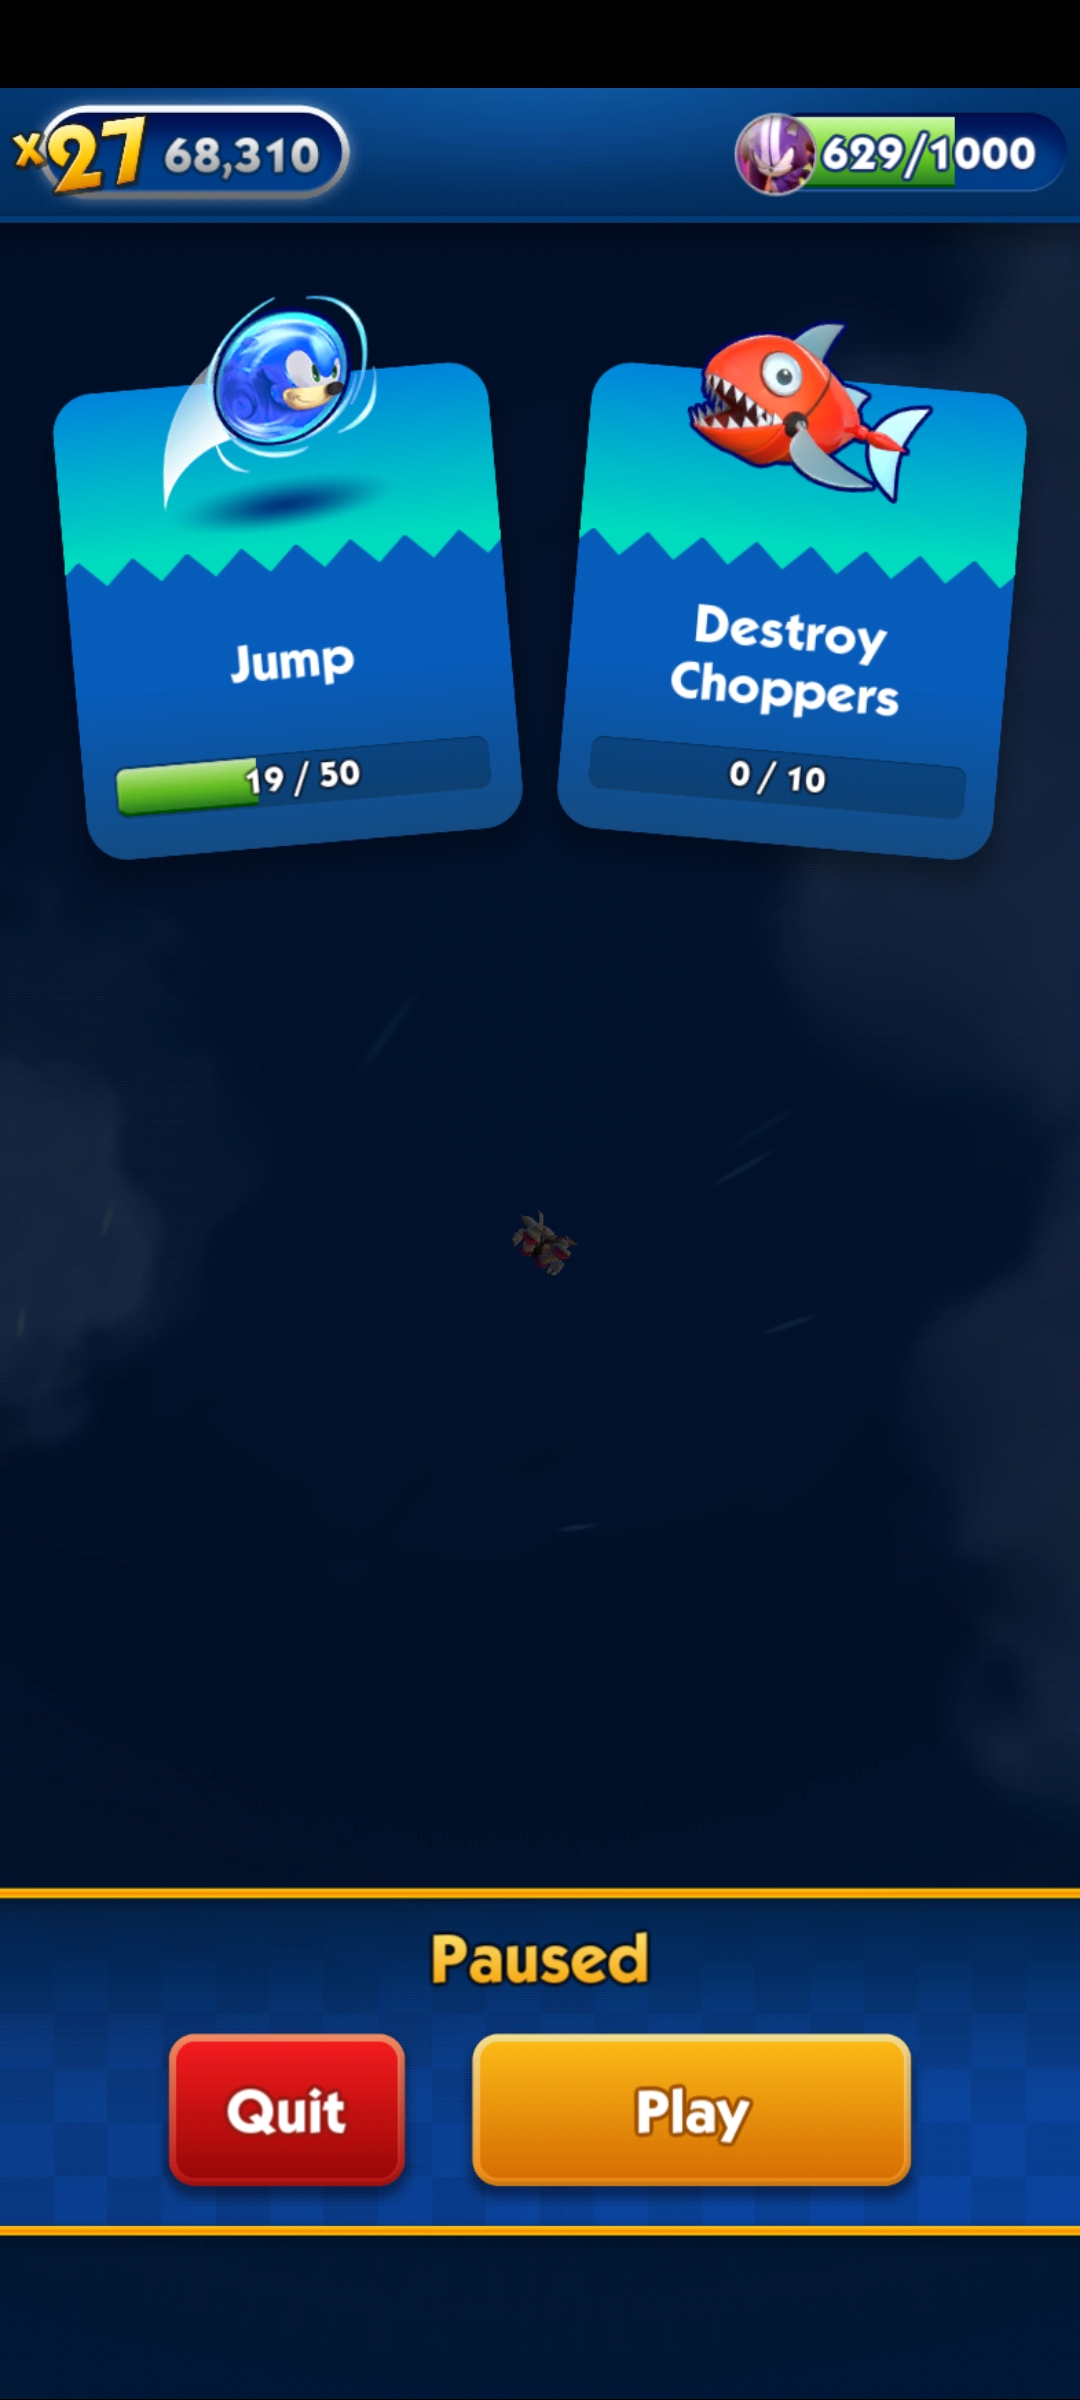 x27 68,310
629/1000
Jump
19 / 50
Destroy
Choppers
0 / 10
Paused
Quit
Play